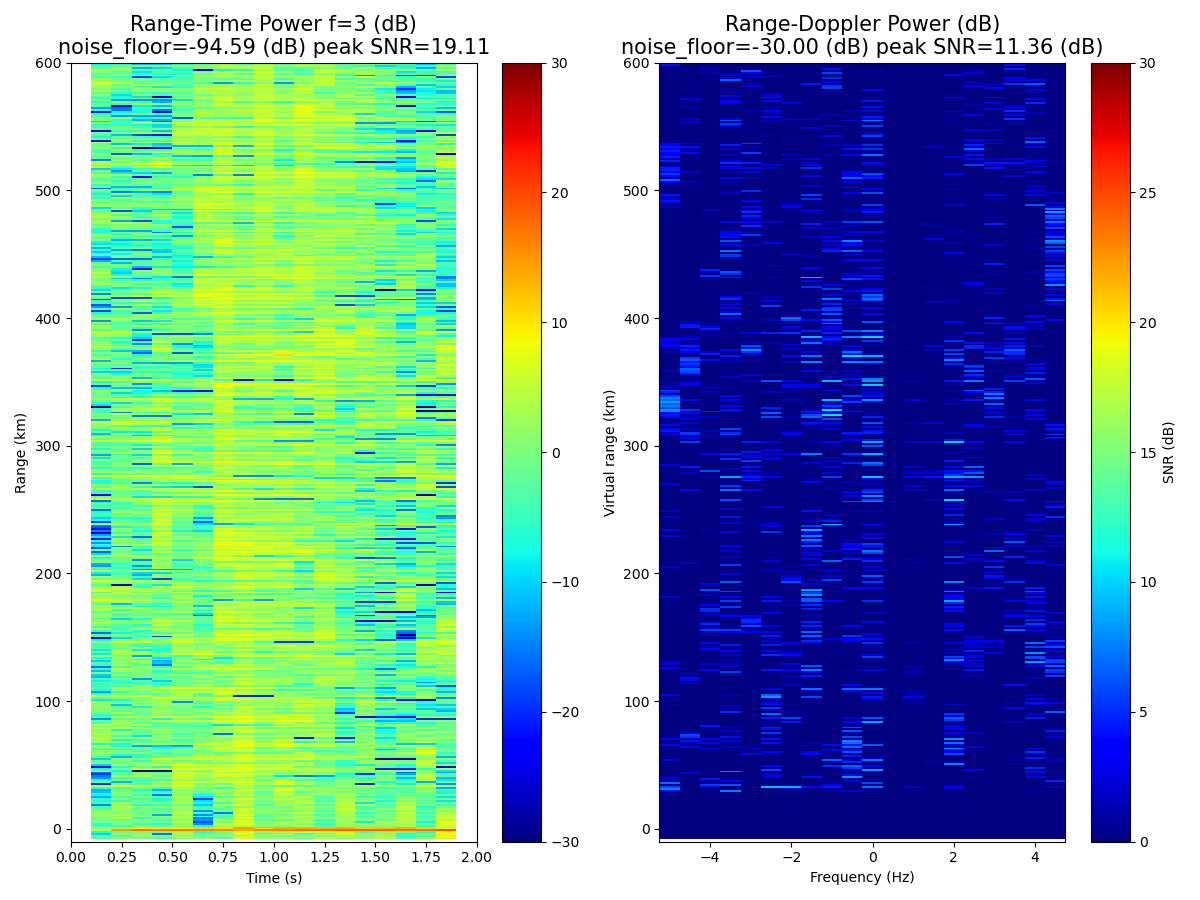 Range-Time Power f=3 (dB)
noise_floor=-94.59 (dB) peak SNR=19.11
Range (km)
600
500
400
300
200
100
0
0.00 0.25 0.50 0.75 1.00 1.25 1.50 1.75 2.00
Time (s)
30
20
10
0
−10
−20
−30
Range-Doppler Power (dB)
noise_floor=-30.00 (dB) peak SNR=11.36 (dB)
Virtual range (km)
600
500
400
300
200
100
0
−4 −2 0 2 4
Frequency (Hz)
30
25
20
15
10
5
0
SNR (dB)